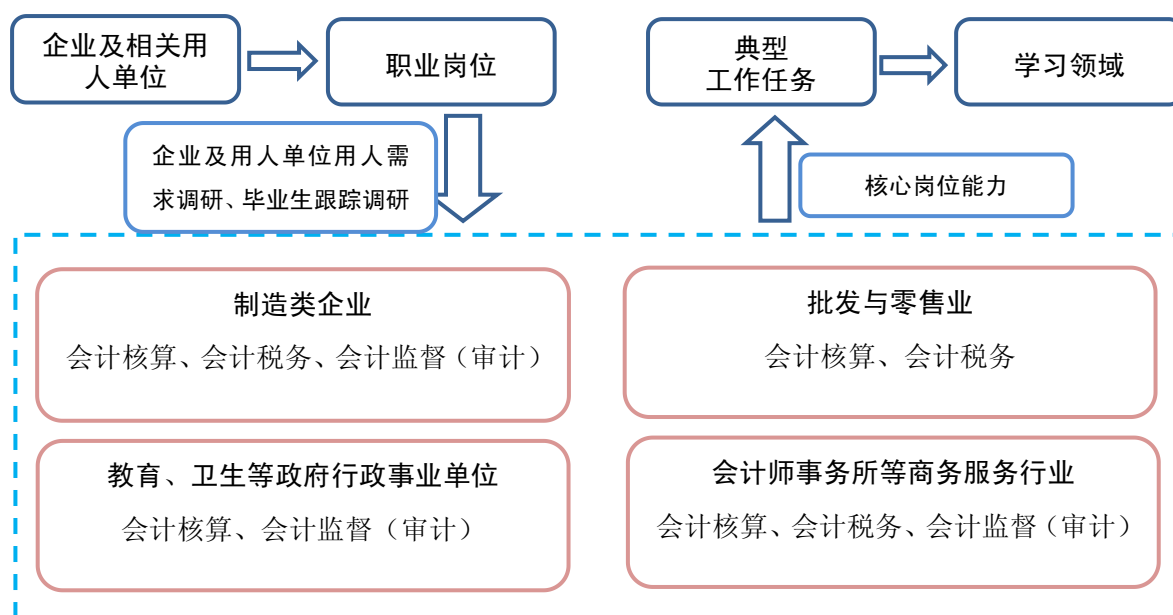 企业及相关用
人单位
职业岗位
典型
工作任务
学习领域
企业及用人单位用人需
求调研、毕业生跟踪调研
核心岗位能力
制造类企业
会计核算、会计税务、会计监督（审计）
批发与零售业
会计核算、会计税务
教育、卫生等政府行政事业单位
会计核算、会计监督（审计）
会计师事务所等商务服务行业
会计核算、会计税务、会计监督（审计）